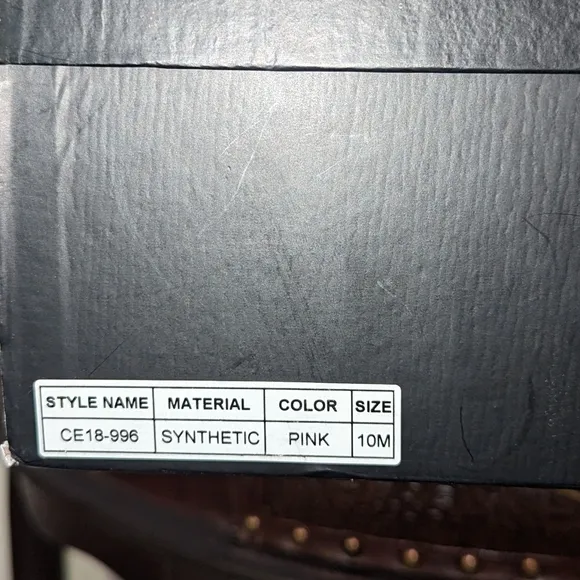 STYLE NAME MATERIAL COLOR SIZE
CE18-996 SYNTHETIC PINK 10M